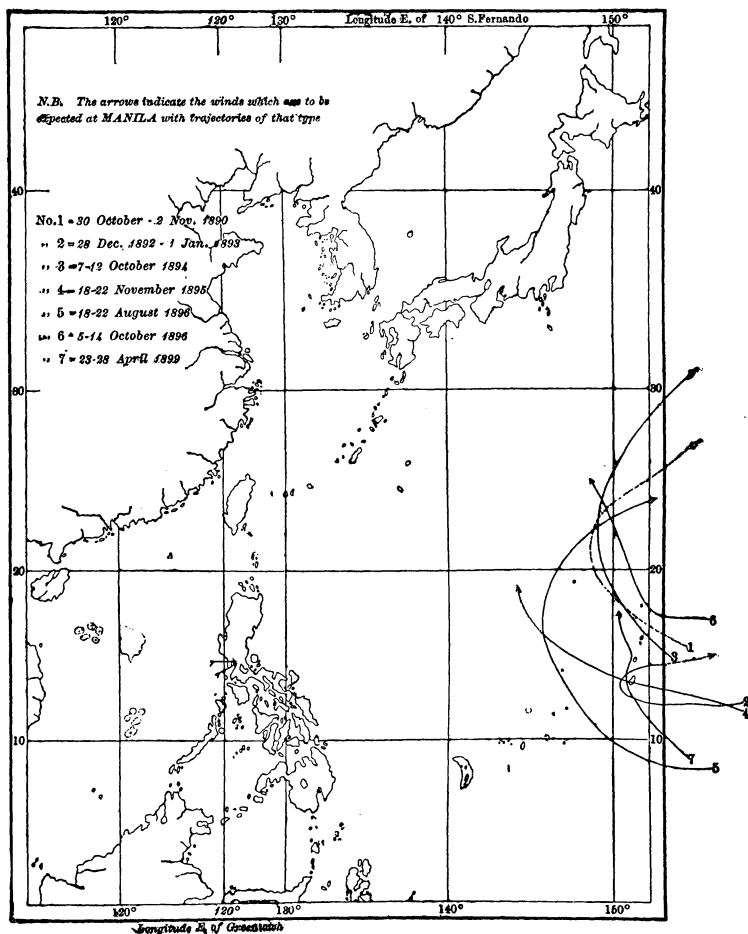 Longitude E. of 140° S.Fernando
120° 120° 130° 150°
N.B. The arrows indicate the winds which are to be
expected at MANILA with trajectories of that type
40 40
No.1 = 30 October - 2 Nov. 1890
,, 2 = 28 Dec. 1892 - 1 Jan. 1893
,, 3 = 7-12 October 1894
,, 4 = 18-22 November 1895
,, 5 = 18-22 August 1896
,, 6 = 5-14 October 1896
,, 7 = 23-28 April 1899
30 30
20 20
6
1
3
4
10 10
7
5
120° 120° 130° 140° 150°
Longitude E. of Greenwich